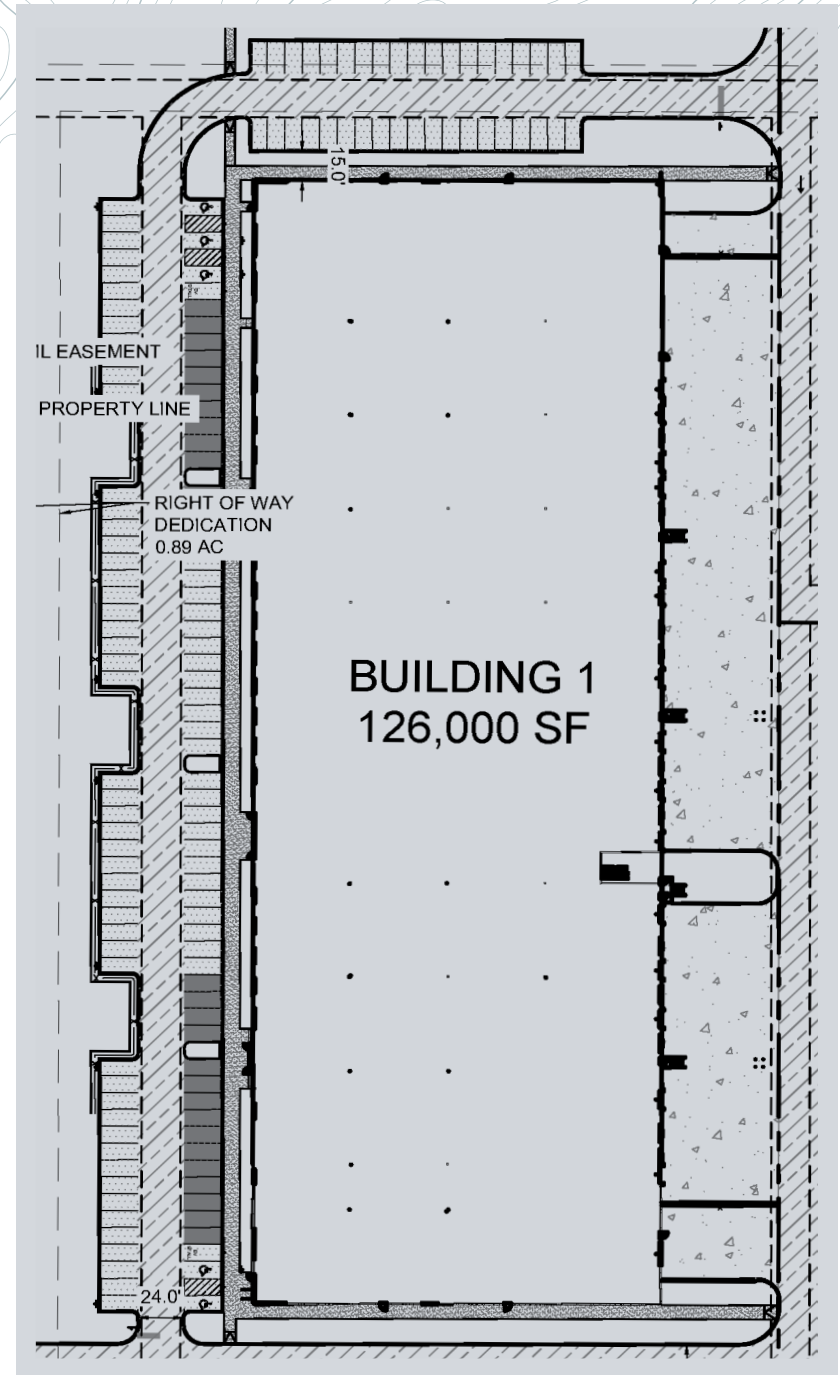 15.0'
IL EASEMENT
PROPERTY LINE
RIGHT OF WAY
DEDICATION
0.89 AC
BUILDING 1
126,000 SF
24.0'